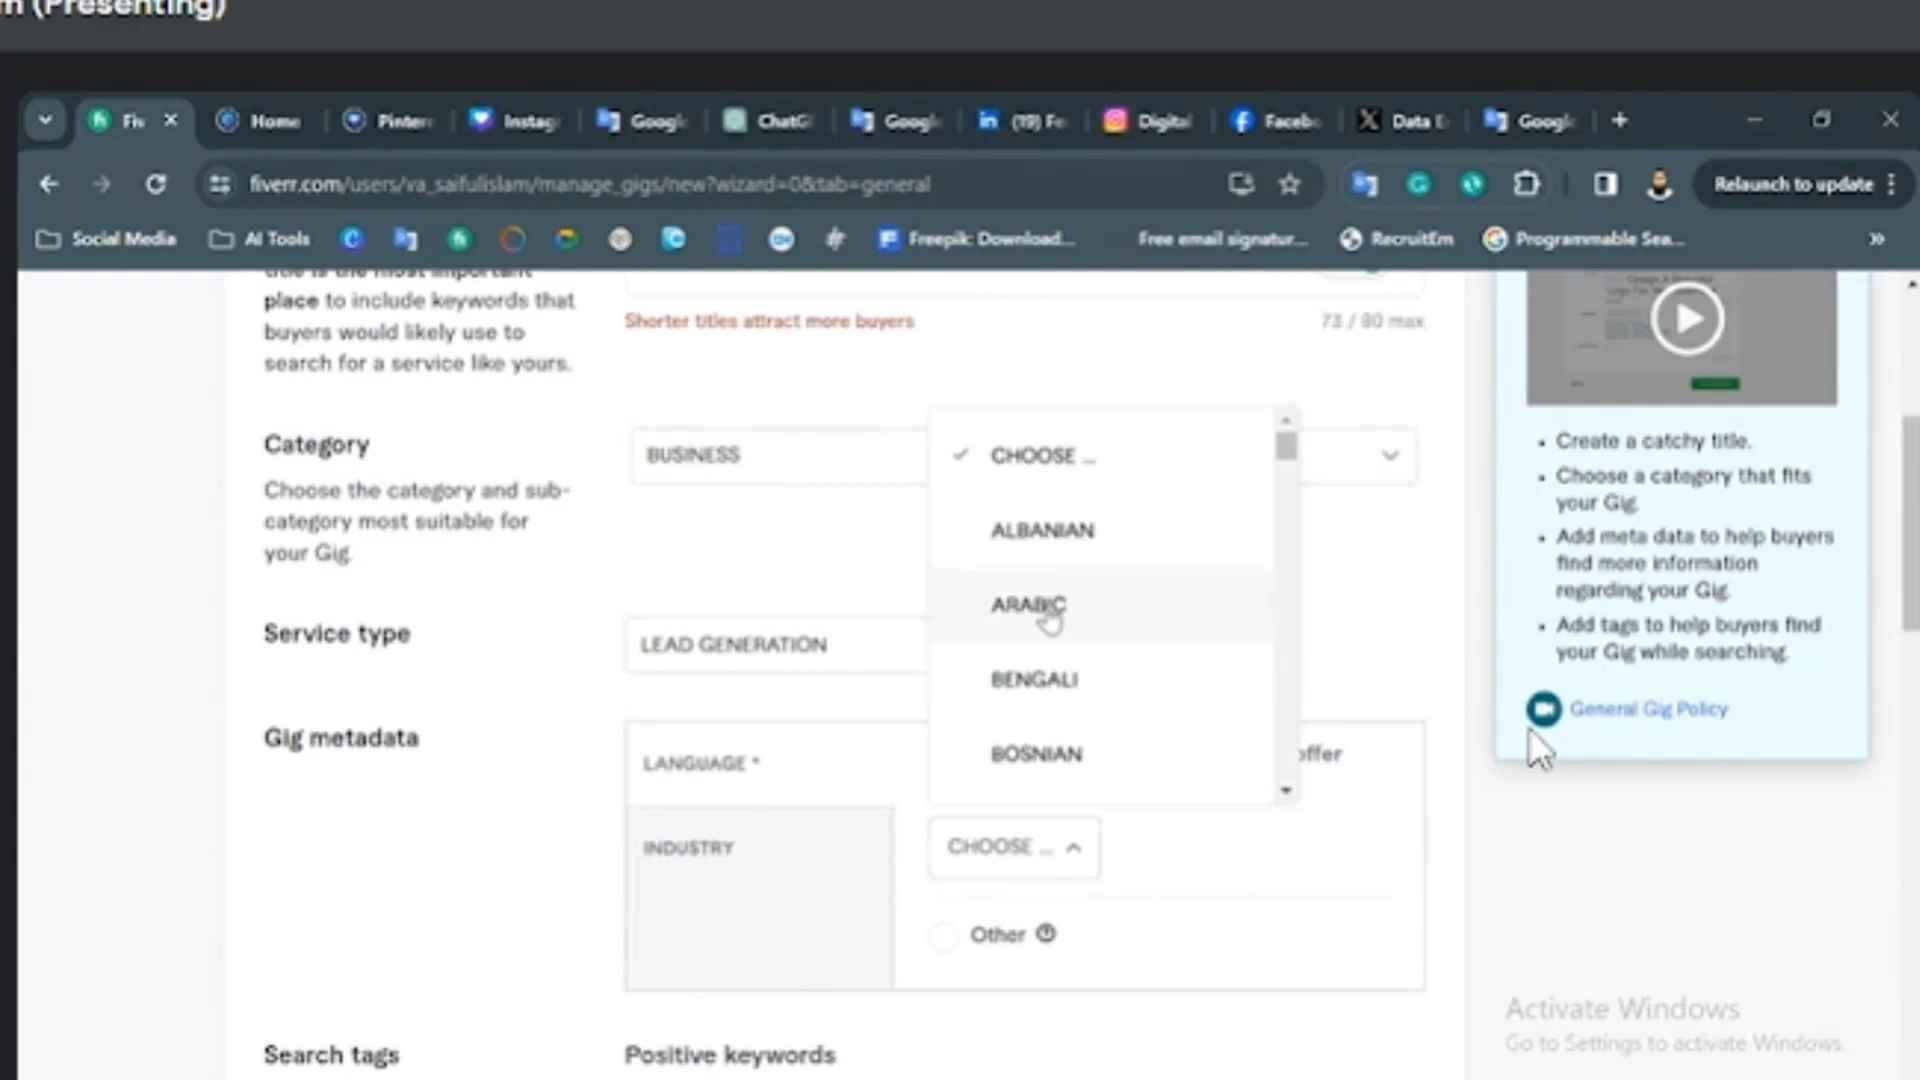 m (Presenting)
Fiv
Home
Pinter
Instag
Googl
ChatG
Googl
(19) Fe
Digital
Facebo
Data E
Googl
fiverr.com/users/va_saifulislam/manage_gigs/new?wizard=0&tab=general
Relaunch to update
Social Media
AI Tools
Freepik: Download...
Free email signatur...
RecruitEm
Programmable Sea...
title is the most important
place to include keywords that
buyers would likely use to
search for a service like yours.
Shorter titles attract more buyers
73 / 80 max
Category
Choose the category and sub-
category most suitable for
your Gig.
BUSINESS
CHOOSE ...
ALBANIAN
ARABIC
BENGALI
BOSNIAN
Service type
LEAD GENERATION
Gig metadata
LANGUAGE *
offer
INDUSTRY
CHOOSE ...
Other
Search tags
Positive keywords
• Create a catchy title.
• Choose a category that fits
your Gig.
• Add meta data to help buyers
find more information
regarding your Gig.
• Add tags to help buyers find
your Gig while searching.
General Gig Policy
Activate Windows
Go to Settings to activate Windows.